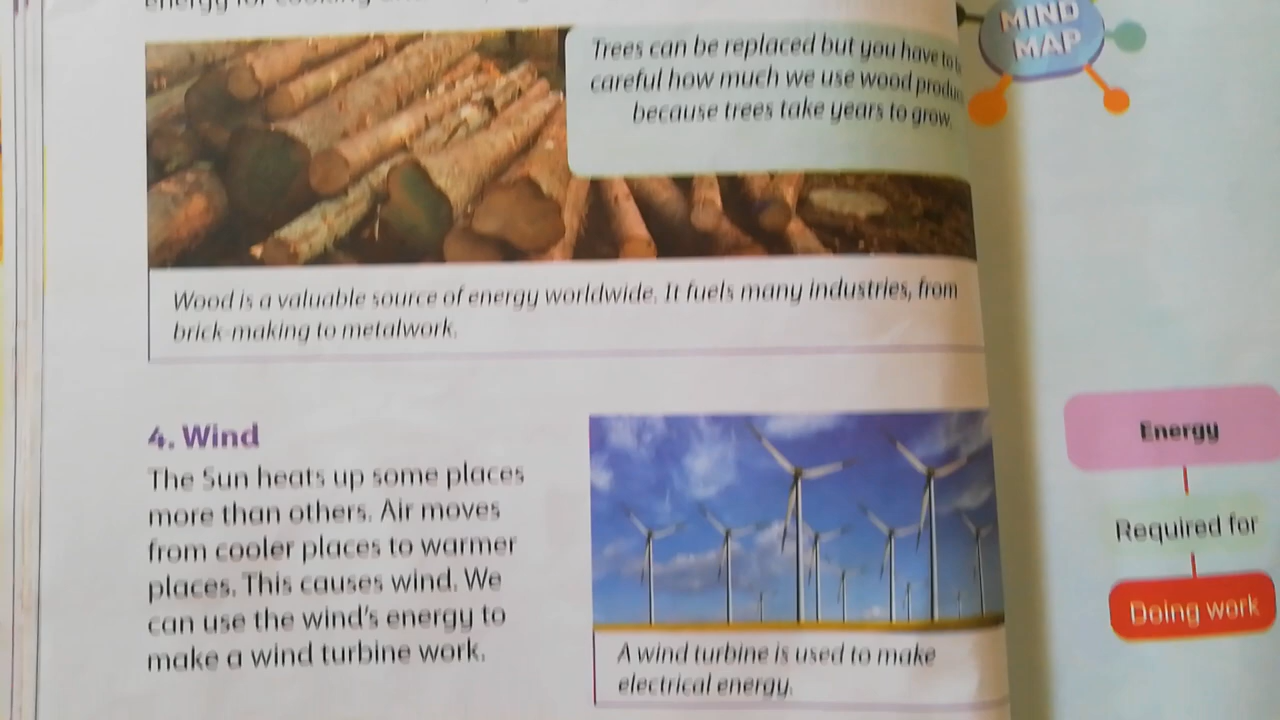 energy for cooking and
Trees can be replaced but you have to be
careful how much we use wood
because trees take years to grow.
Wood is a valuable source of energy worldwide. It fuels many industries, from
brick-making to metalwork.
4. Wind
The Sun heats up some places
more than others. Air moves
from cooler places to warmer
places. This causes wind. We
can use the wind's energy to
make a wind turbine work.
A wind turbine is used to make
electrical energy.
MIND
MAP
Energy
Required for
Doing work